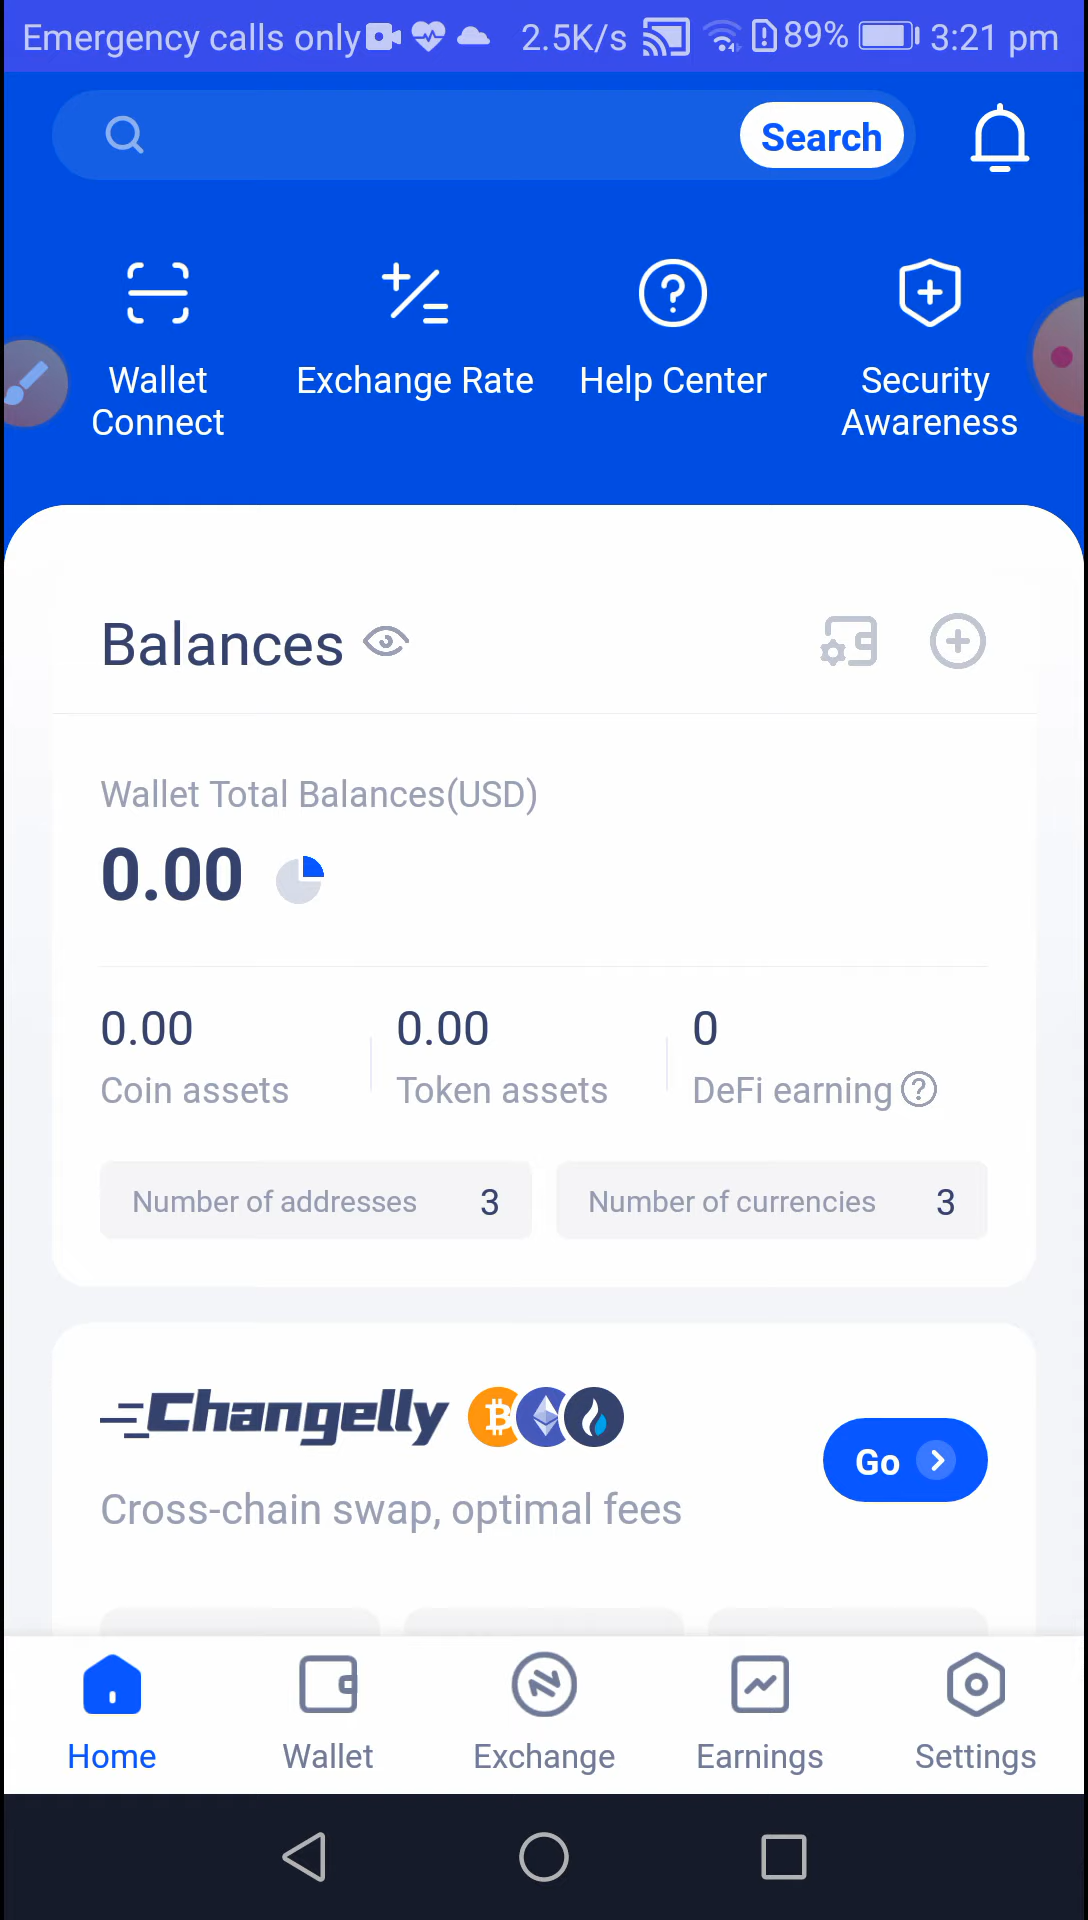 Emergency calls only 2.5K/s 89% 3:21 pm
Search
Wallet Connect
Exchange Rate
Help Center
Security Awareness
Balances
Wallet Total Balances(USD)
0.00
0.00 0.00 0
Coin assets Token assets DeFi earning
Number of addresses 3 Number of currencies 3
Changelly
Go
Cross-chain swap, optimal fees
Home Wallet Exchange Earnings Settings